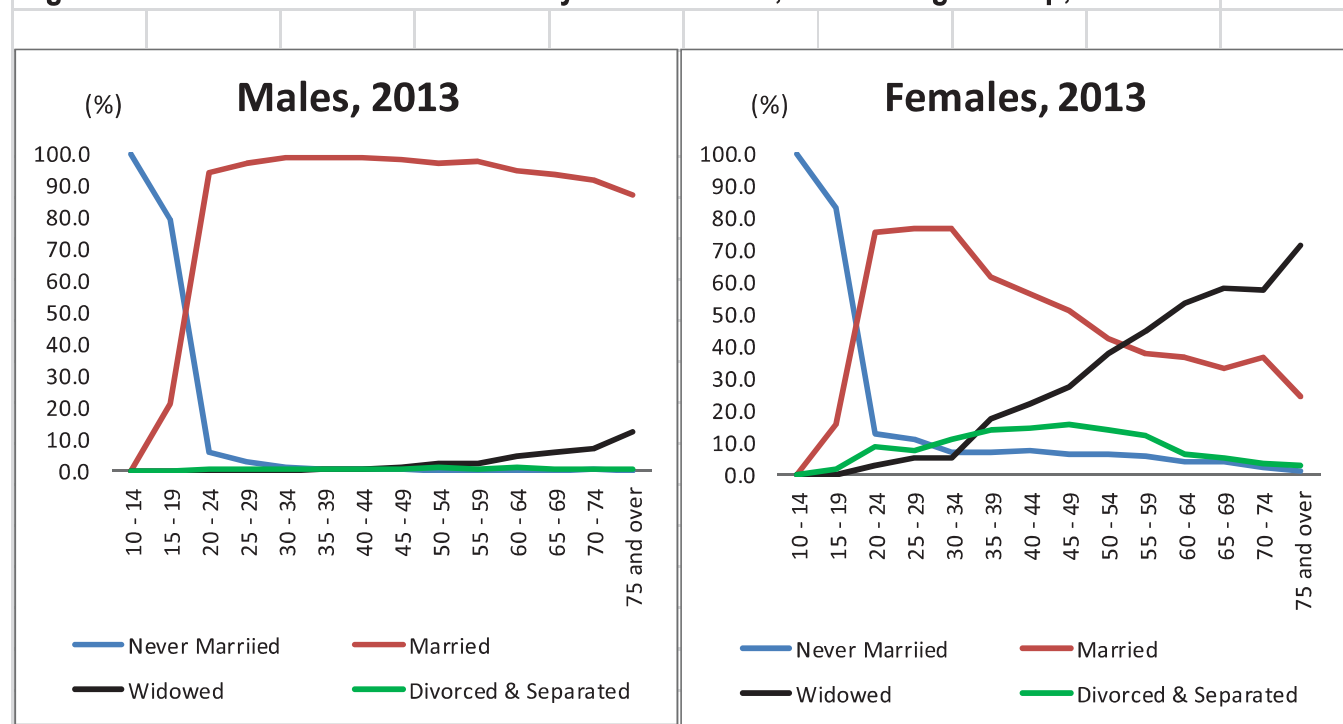 Males, 2013
(%)
100.0
90.0
80.0
70.0
60.0
50.0
40.0
30.0
20.0
10.0
0.0
10 - 14
15 - 19
20 - 24
25 - 29
30 - 34
35 - 39
40 - 44
45 - 49
50 - 54
55 - 59
60 - 64
65 - 69
70 - 74
75 and over
Never Marriied
Married
Widowed
Divorced & Separated
Females, 2013
(%)
100.0
90.0
80.0
70.0
60.0
50.0
40.0
30.0
20.0
10.0
0.0
10 - 14
15 - 19
20 - 24
25 - 29
30 - 34
35 - 39
40 - 44
45 - 49
50 - 54
55 - 59
60 - 64
65 - 69
70 - 74
75 and over
Never Marriied
Married
Widowed
Divorced & Separated